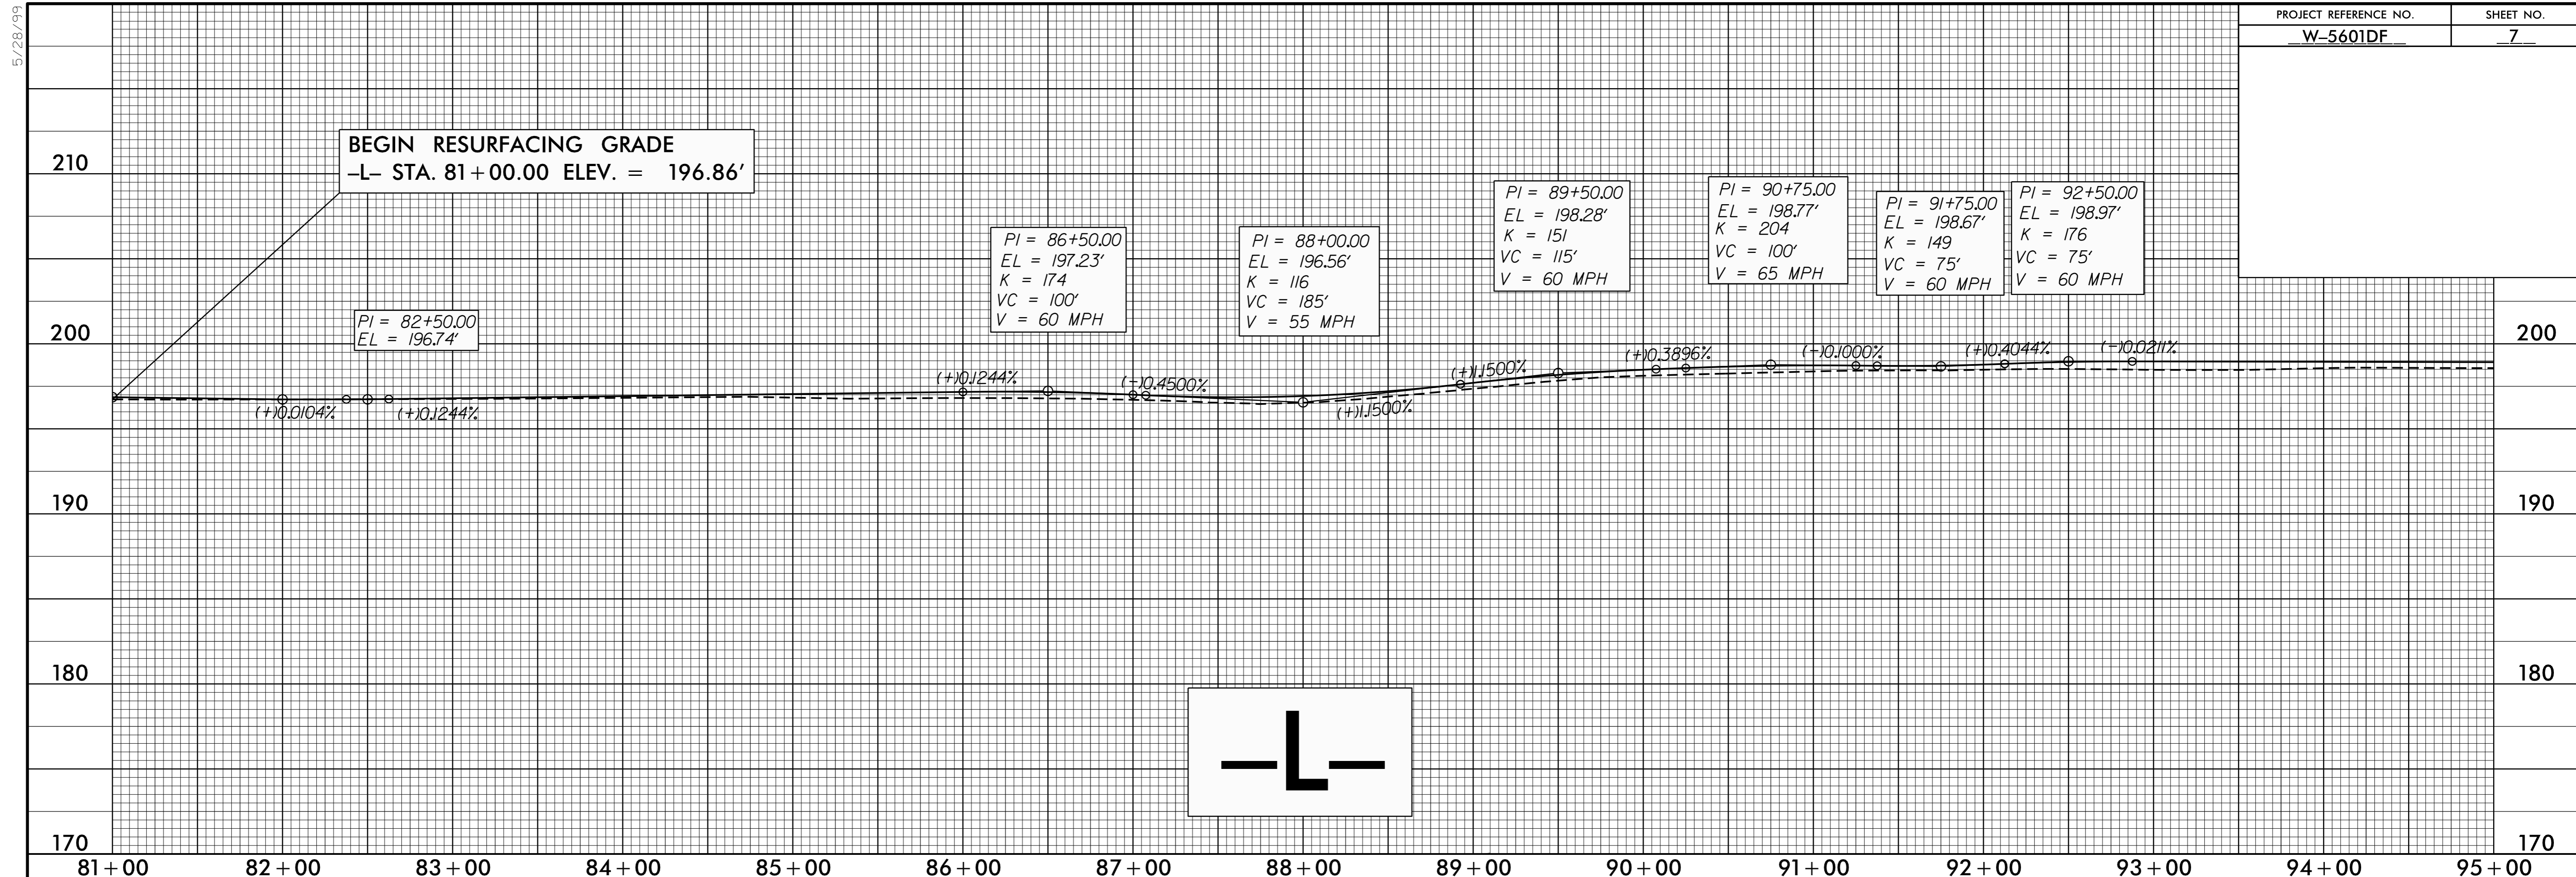 5/28/99
PROJECT REFERENCE NO.
SHEET NO.
W-5601DF
7
BEGIN RESURFACING GRADE
-L- STA. 81+00.00 ELEV. = 196.86'
PI = 82+50.00
EL = 196.74'
PI = 86+50.00
EL = 197.23'
K = 174
VC = 100'
V = 60 MPH
PI = 88+00.00
EL = 196.56'
K = 116
VC = 185'
V = 55 MPH
PI = 89+50.00
EL = 198.28'
K = 151
VC = 115'
V = 60 MPH
PI = 90+75.00
EL = 198.77'
K = 204
VC = 100'
V = 65 MPH
PI = 91+75.00
EL = 198.67'
K = 149
VC = 75'
V = 60 MPH
PI = 92+50.00
EL = 198.97'
K = 176
VC = 75'
V = 60 MPH
210
200
190
180
170
200
190
180
170
(+)0.0104%
(+)0.1244%
(+)0.1244%
(-)0.4500%
(+)1.1500%
(+)1.1500%
(+)0.3896%
(-)0.1000%
(+)0.4044%
(-)0.0211%
-L-
81+00 82+00 83+00 84+00 85+00 86+00 87+00 88+00 89+00 90+00 91+00 92+00 93+00 94+00 95+00